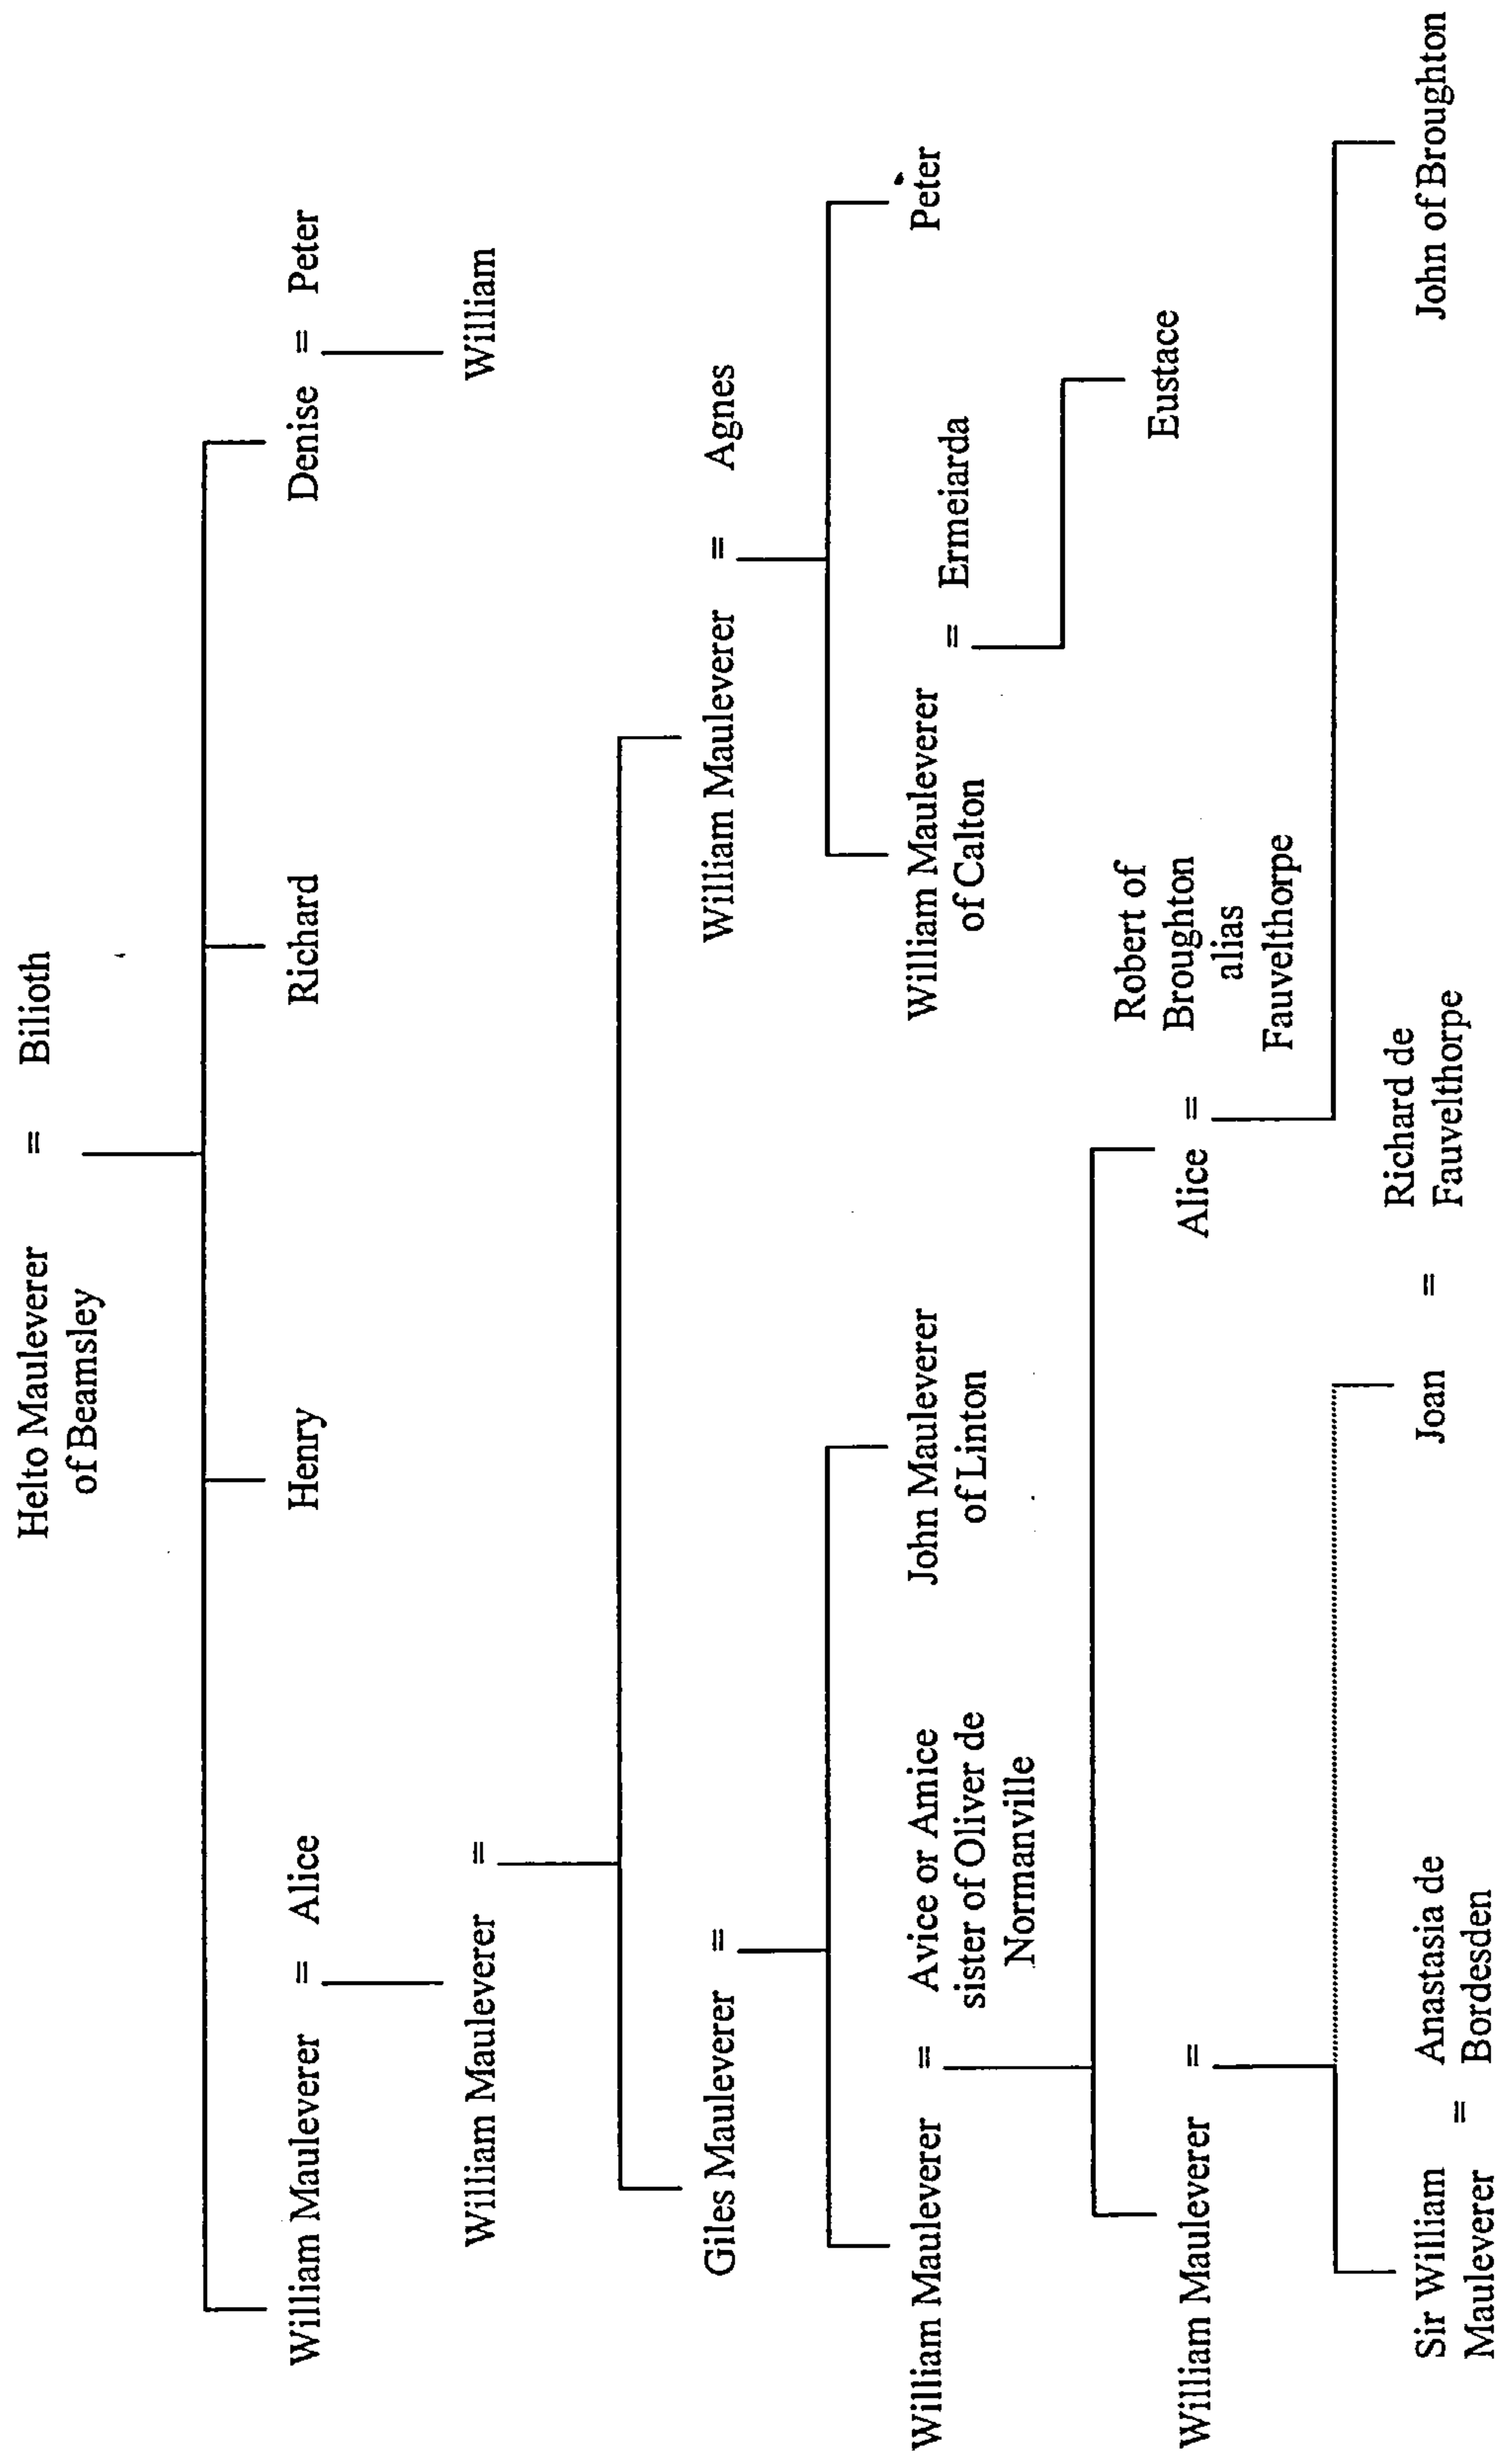 Helto Mauleverer = Bilioth
of Beamsley
William Mauleverer = Alice Henry Richard Denise = Peter
William Mauleverer = William
Giles Mauleverer = William Mauleverer = Agnes
William Mauleverer = Avice or Amice
sister of Oliver de
Normanville
John Mauleverer
of Linton
William Mauleverer
of Calton
= Ermeiarda
Peter
William Mauleverer =
Alice =
Robert of
Broughton
alias
Fauvelthorpe
Eustace
Sir William
Mauleverer
=
Anastasia de
Bordesden
Joan =
Richard de
Fauvelthorpe
John of Broughton